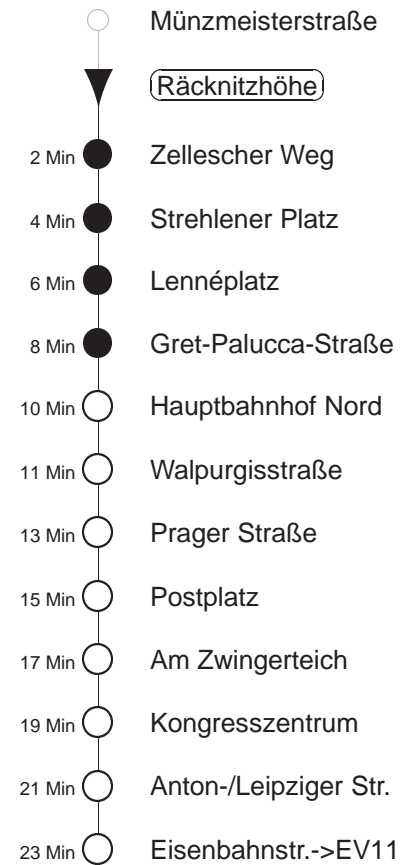 Münzmeisterstraße
Räcknitzhöhe
2 Min Zellescher Weg
4 Min Strehlener Platz
6 Min Lennéplatz
8 Min Gret-Palucca-Straße
10 Min Hauptbahnhof Nord
11 Min Walpurgisstraße
13 Min Prager Straße
15 Min Postplatz
17 Min Am Zwingerteich
19 Min Kongresszentrum
21 Min Anton-/Leipziger Str.
23 Min Eisenbahnstr.->EV11